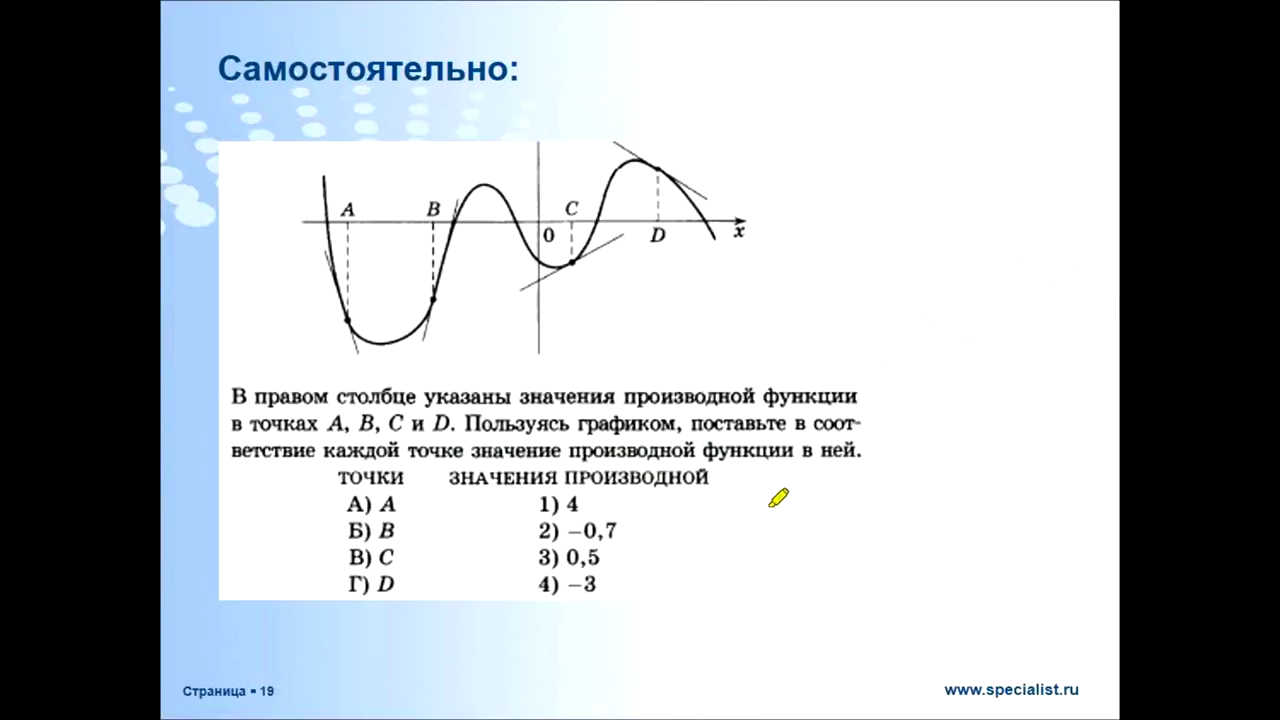 Самостоятельно:
A B C D 0 x
В правом столбце указаны значения производной функции
в точках A, B, C и D. Пользуясь графиком, поставьте в соот-
ветствие каждой точке значение производной функции в ней.
ТОЧКИ ЗНАЧЕНИЯ ПРОИЗВОДНОЙ
А) A 1) 4
Б) B 2) −0,7
В) C 3) 0,5
Г) D 4) −3
Страница ▪ 19 www.specialist.ru